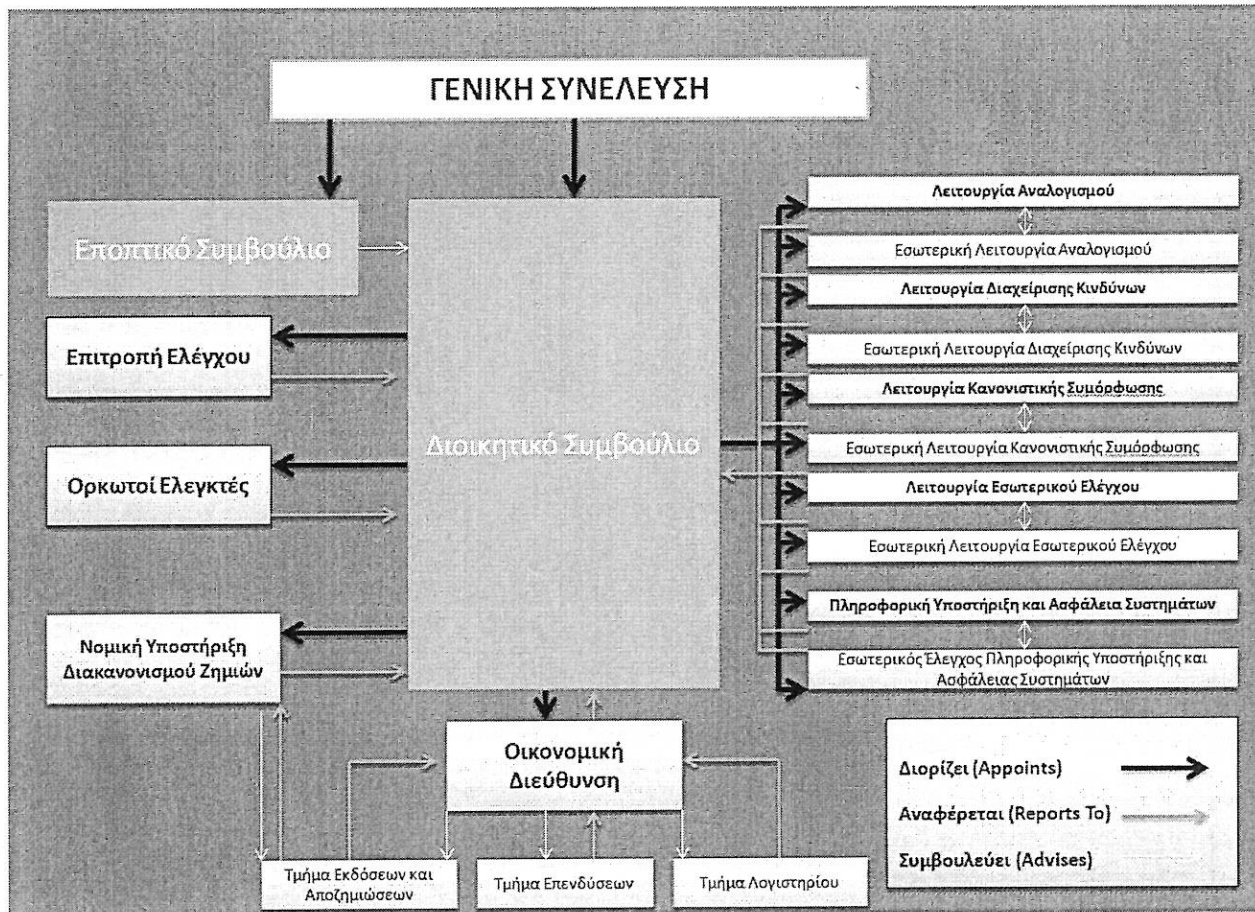 ΓΕΝΙΚΗ ΣΥΝΕΛΕΥΣΗ
Εποπτικό Συμβούλιο
Επιτροπή Ελέγχου
Ορκωτοί Ελεγκτές
Νομική Υποστήριξη
Διακανονισμού Ζημιών
Διοικητικό Συμβούλιο
Λειτουργία Αναλογισμού
Εσωτερική Λειτουργία Αναλογισμού
Λειτουργία Διαχείρισης Κινδύνων
Εσωτερική Λειτουργία Διαχείρισης Κινδύνων
Λειτουργία Κανονιστικής Συμόρφωσης
Εσωτερική Λειτουργία Κανονιστικής Συμόρφωσης
Λειτουργία Εσωτερικού Ελέγχου
Εσωτερική Λειτουργία Εσωτερικού Ελέγχου
Πληροφορική Υποστήριξη και Ασφάλεια Συστημάτων
Εσωτερικός Έλεγχος Πληροφορικής Υποστήριξης και
Ασφάλειας Συστημάτων
Οικονομική
Διεύθυνση
Τμήμα Εκδόσεων και
Αποζημιώσεων
Τμήμα Επενδύσεων
Τμήμα Λογιστηρίου
Διορίζει (Appoints)
Αναφέρεται (Reports To)
Συμβουλεύει (Advises)